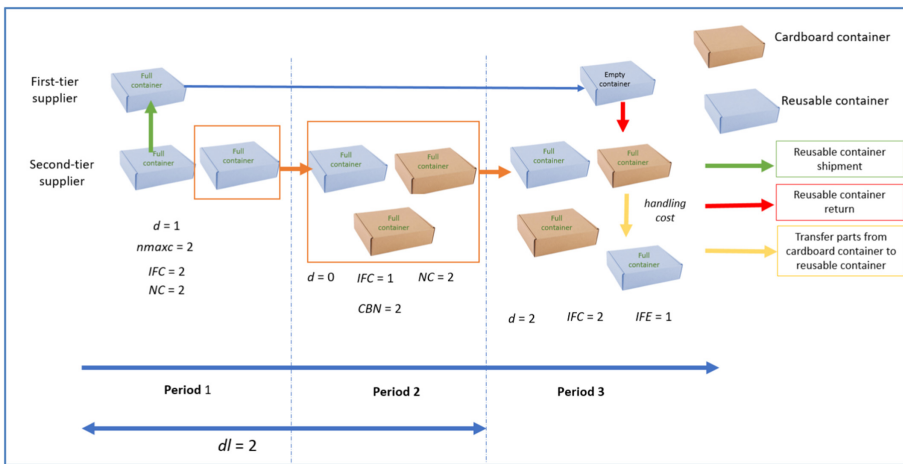 Cardboard container
First-tier
supplier
Full
container
Empty
container
Reusable container
Second-tier
supplier
Full
container
Full
container
Full
container
Full
container
Full
container
Full
container
Full
container
Reusable container
shipment
handling
cost
Reusable container
return
Full
container
Full
container
Transfer parts from
cardboard container to
reusable container
d = 1
nmaxc = 2
IFC = 2
NC = 2
d = 0 IFC = 1 NC = 2
CBN = 2
d = 2 IFC = 2 IFE = 1
Period 1
Period 2
Period 3
dl = 2
Full
container